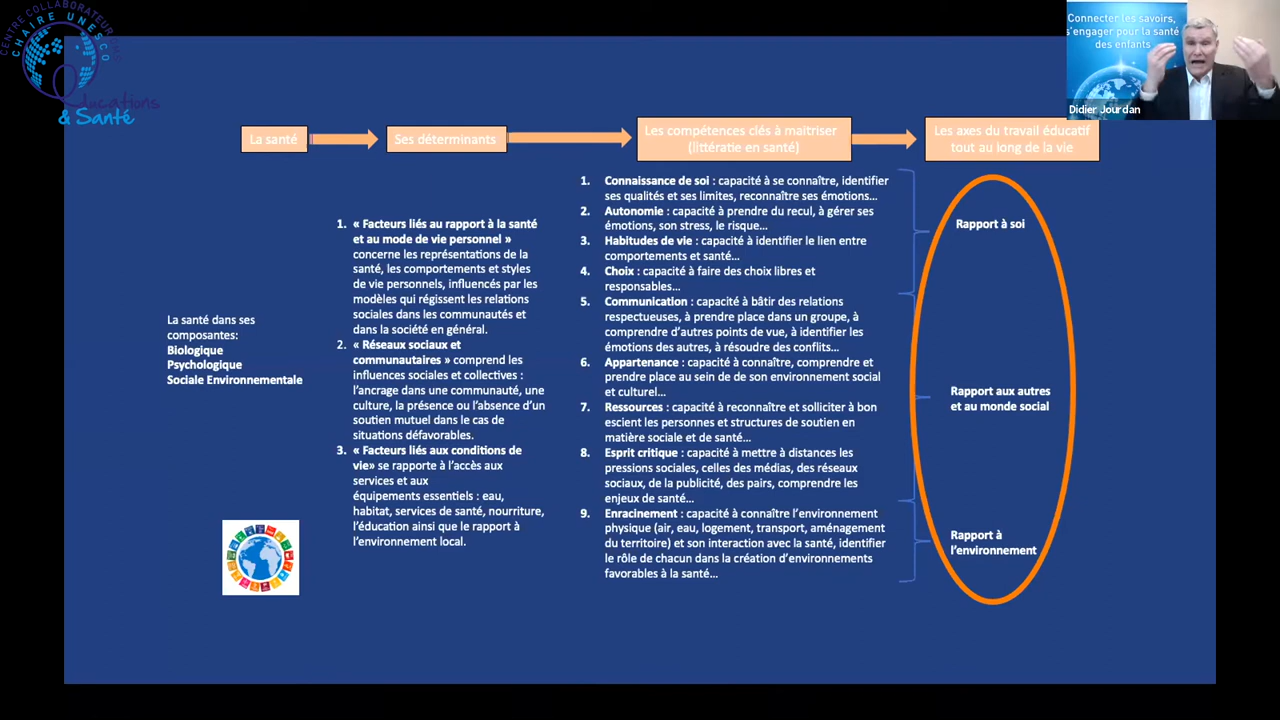 CENTRE COLLABORATEUR OMS
CHAIRE UNESCO
Educations
& Santé
Connecter les savoirs,
s'engager pour la santé
des enfants
Didier Jourdan
La santé
Ses déterminants
Les compétences clés à maitriser
(littératie en santé)
Les axes du travail éducatif
tout au long de la vie
La santé dans ses
composantes:
Biologique
Psychologique
Sociale Environnementale
1. « Facteurs liés au rapport à la santé
et au mode de vie personnel »
concerne les représentations de la
santé, les comportements et styles
de vie personnels, influencés par les
modèles qui régissent les relations
sociales dans les communautés et
dans la société en général.
2. « Réseaux sociaux et
communautaires » comprend les
influences sociales et collectives :
l'ancrage dans une communauté, une
culture, la présence ou l'absence d'un
soutien mutuel dans le cas de
situations défavorables.
3. « Facteurs liés aux conditions de
vie» se rapporte à l'accès aux
services et aux
équipements essentiels : eau,
habitat, services de santé, nourriture,
l'éducation ainsi que le rapport à
l'environnement local.
1. Connaissance de soi : capacité à se connaître, identifier
ses qualités et ses limites, reconnaître ses émotions...
2. Autonomie : capacité à prendre du recul, à gérer ses
émotions, son stress, le risque...
3. Habitudes de vie : capacité à identifier le lien entre
comportements et santé...
4. Choix : capacité à faire des choix libres et
responsables...
5. Communication : capacité à bâtir des relations
respectueuses, à prendre place dans un groupe, à
comprendre d'autres points de vue, à identifier les
émotions des autres, à résoudre des conflits...
6. Appartenance : capacité à connaître, comprendre et
prendre place au sein de de son environnement social
et culturel...
7. Ressources : capacité à reconnaître et solliciter à bon
escient les personnes et structures de soutien en
matière sociale et de santé...
8. Esprit critique : capacité à mettre à distances les
pressions sociales, celles des médias, des réseaux
sociaux, de la publicité, des pairs, comprendre les
enjeux de santé...
9. Enracinement : capacité à connaître l'environnement
physique (air, eau, logement, transport, aménagement
du territoire) et son interaction avec la santé, identifier
le rôle de chacun dans la création d'environnements
favorables à la santé...
Rapport à soi
Rapport aux autres
et au monde social
Rapport à
l'environnement